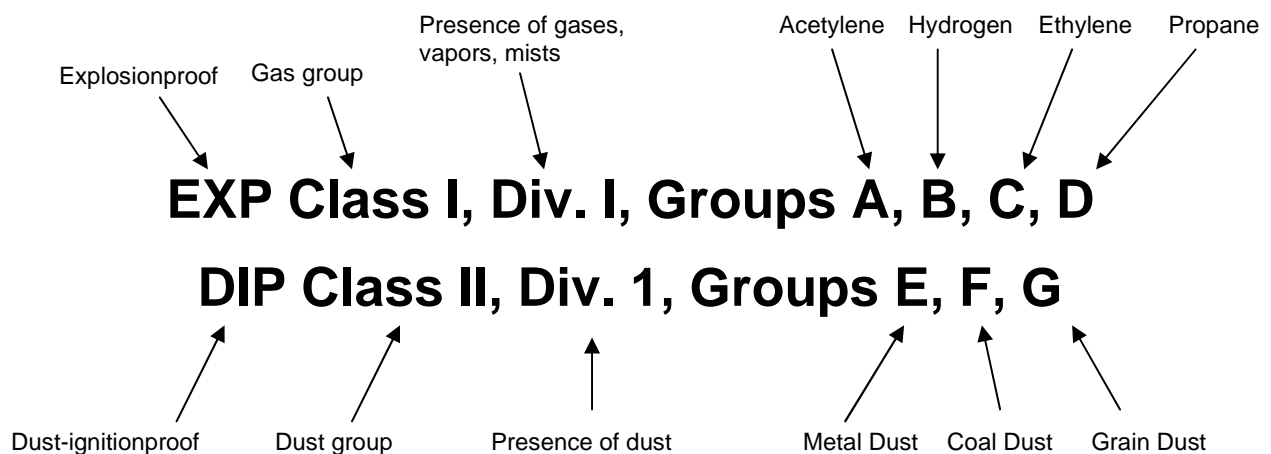 Presence of gases,
vapors, mists
Acetylene Hydrogen Ethylene Propane
Explosionproof Gas group
EXP Class I, Div. I, Groups A, B, C, D
DIP Class II, Div. 1, Groups E, F, G
Dust-ignitionproof Dust group Presence of dust Metal Dust Coal Dust Grain Dust